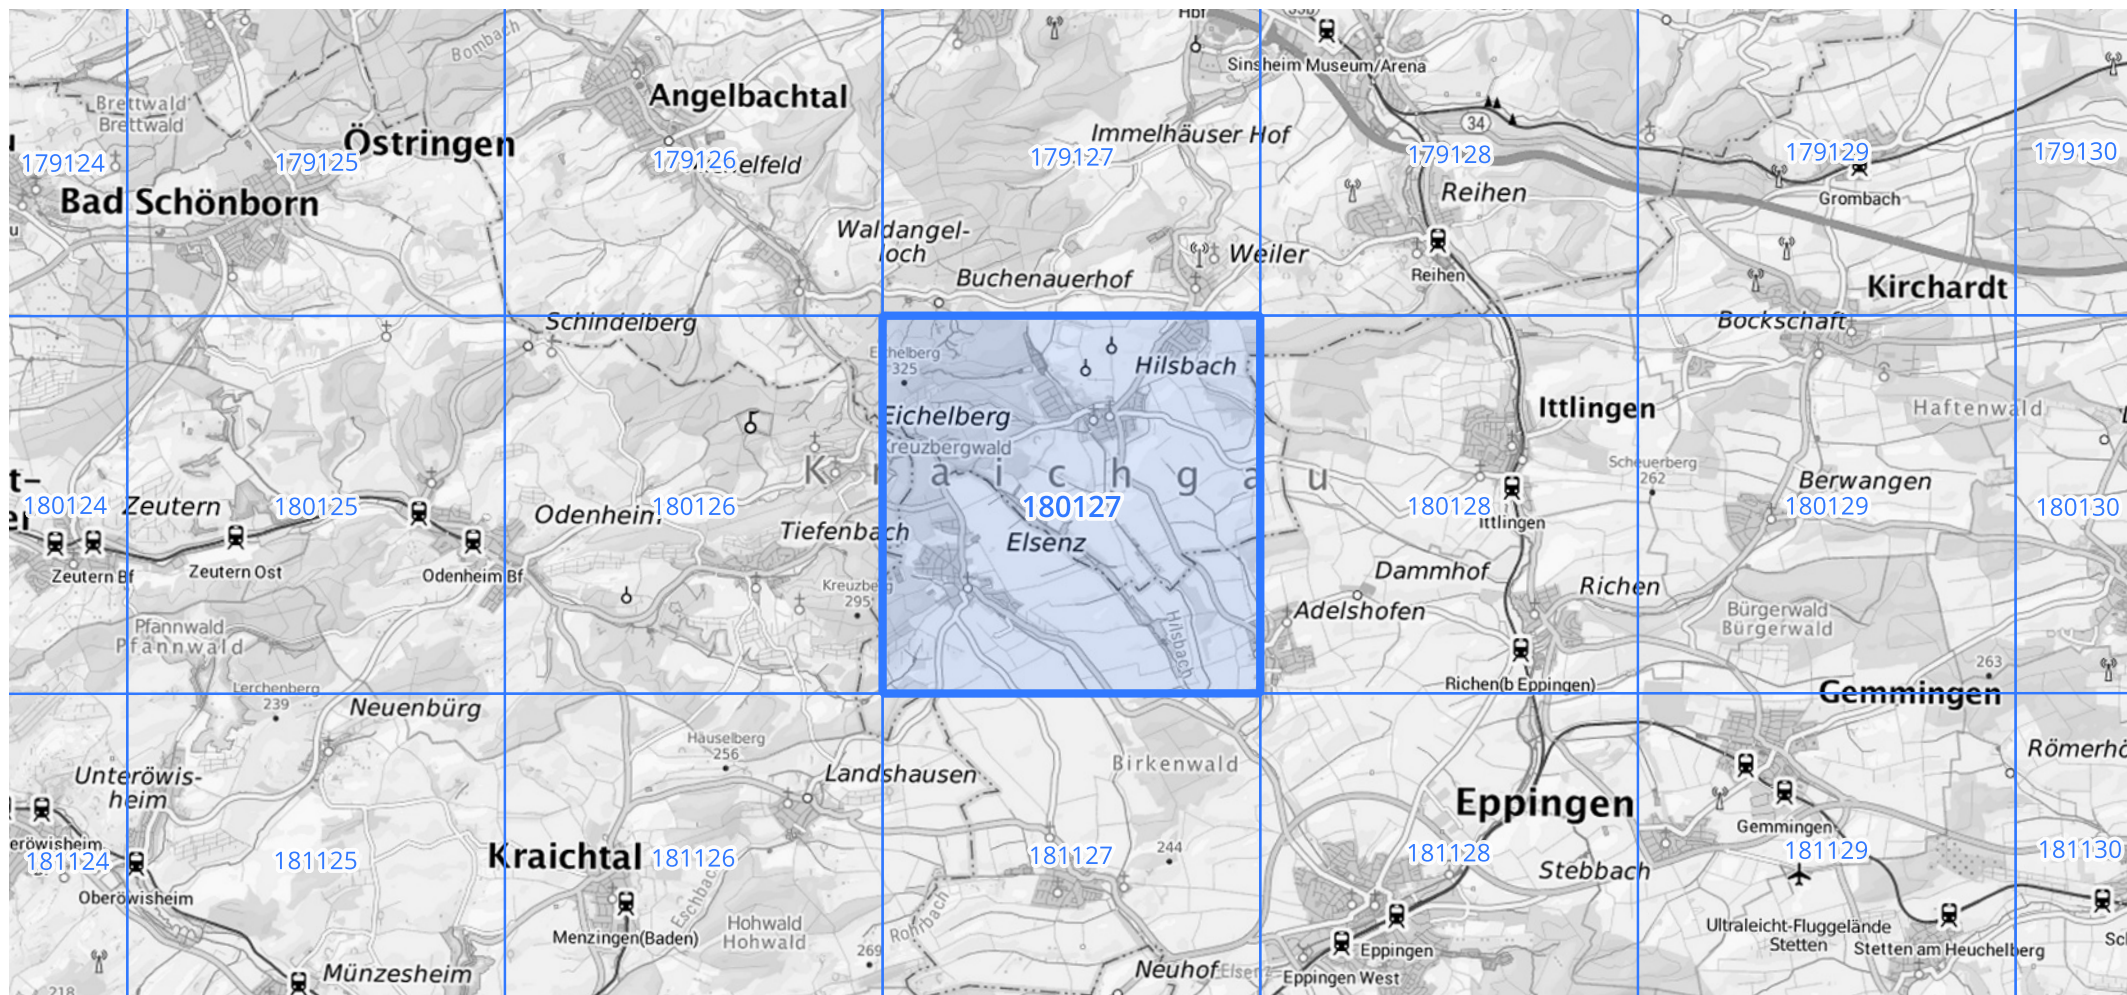 Hbf
Sinsheim Museum/Arena
Bombach
Angelbachtal
Brettwald
Brettwald
Immelhäuser Hof
34
Östringen
179124
179125
179126
179127
179128
179129
179130
Reihen
Grombach
Bad Schönborn
Waldangel-
loch
Weiler
Buchenauerhof
Reihen
Kirchardt
Schindelberg
Bockschaft
Eichelberg
325
Hilsbach
Ittlingen
Haftenwald
Eichelberg
Kreuzbergwald
Kraichgau
Scheuerberg
262
Berwangen
180124
Zeutern
180125
Odenheim
180126
180127
180128
180129
180130
Ittlingen
Tiefenbach
Elsenz
Zeutern Bf
Zeutern Ost
Odenheim Bf
Kreuzberg
295
Dammhof
Richen
Adelshofen
Bürgerwald
Bürgerwald
Pfannwald
Pfannwald
Hilsbach
263
Richen(b Eppingen)
Lerchenberg
239
Neuenbürg
Gemmingen
Häuselberg
256
Landshausen
Birkenwald
Unteröwis-
heim
Eppingen
Gemmingen
Kraichtal
181124
181125
181126
181127
244
181128
181129
181130
Stebbach
Oberöwisheim
Eschbach
Hohwald
Hohwald
Menzingen(Baden)
Rohrbach
269
Ultraleicht-Fluggelände
Stetten
Stetten am Heuchelberg
Eppingen
Münzesheim
Neuhof
Elsenz
Eppingen West
218